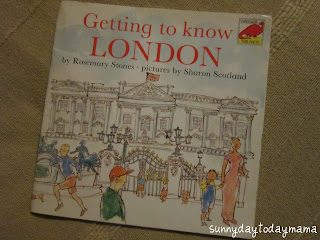 Getting to know
LONDON
by Rosemary Stones - pictures by Sharon Scotland
sunnydaytodaymama